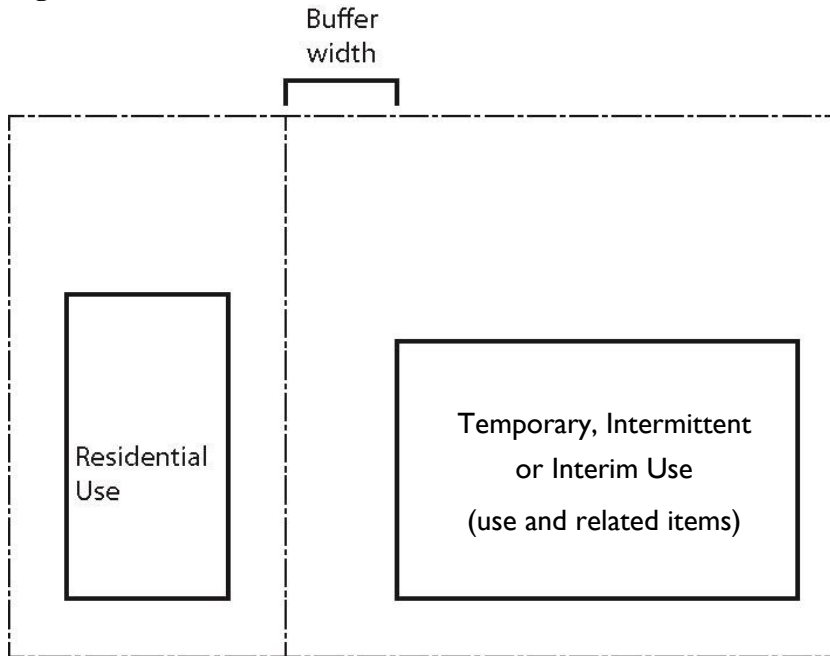 Buffer
width
Residential
Use
Temporary, Intermittent
or Interim Use
(use and related items)